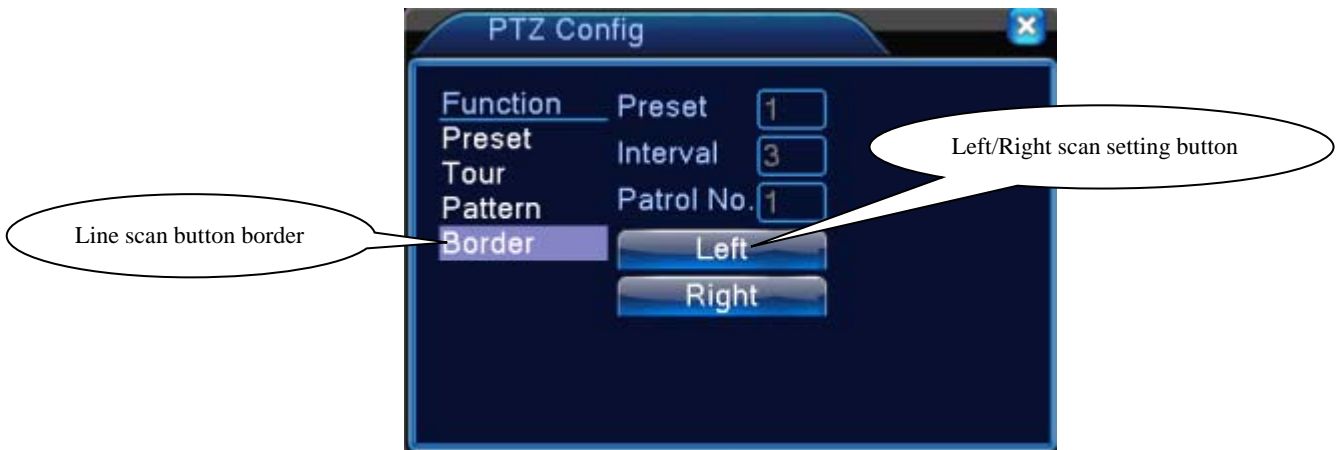 PTZ Config
Function
Preset
Tour
Pattern
Border
Preset 1
Interval 3
Patrol No. 1
Left
Right
Line scan button border
Left/Right scan setting button